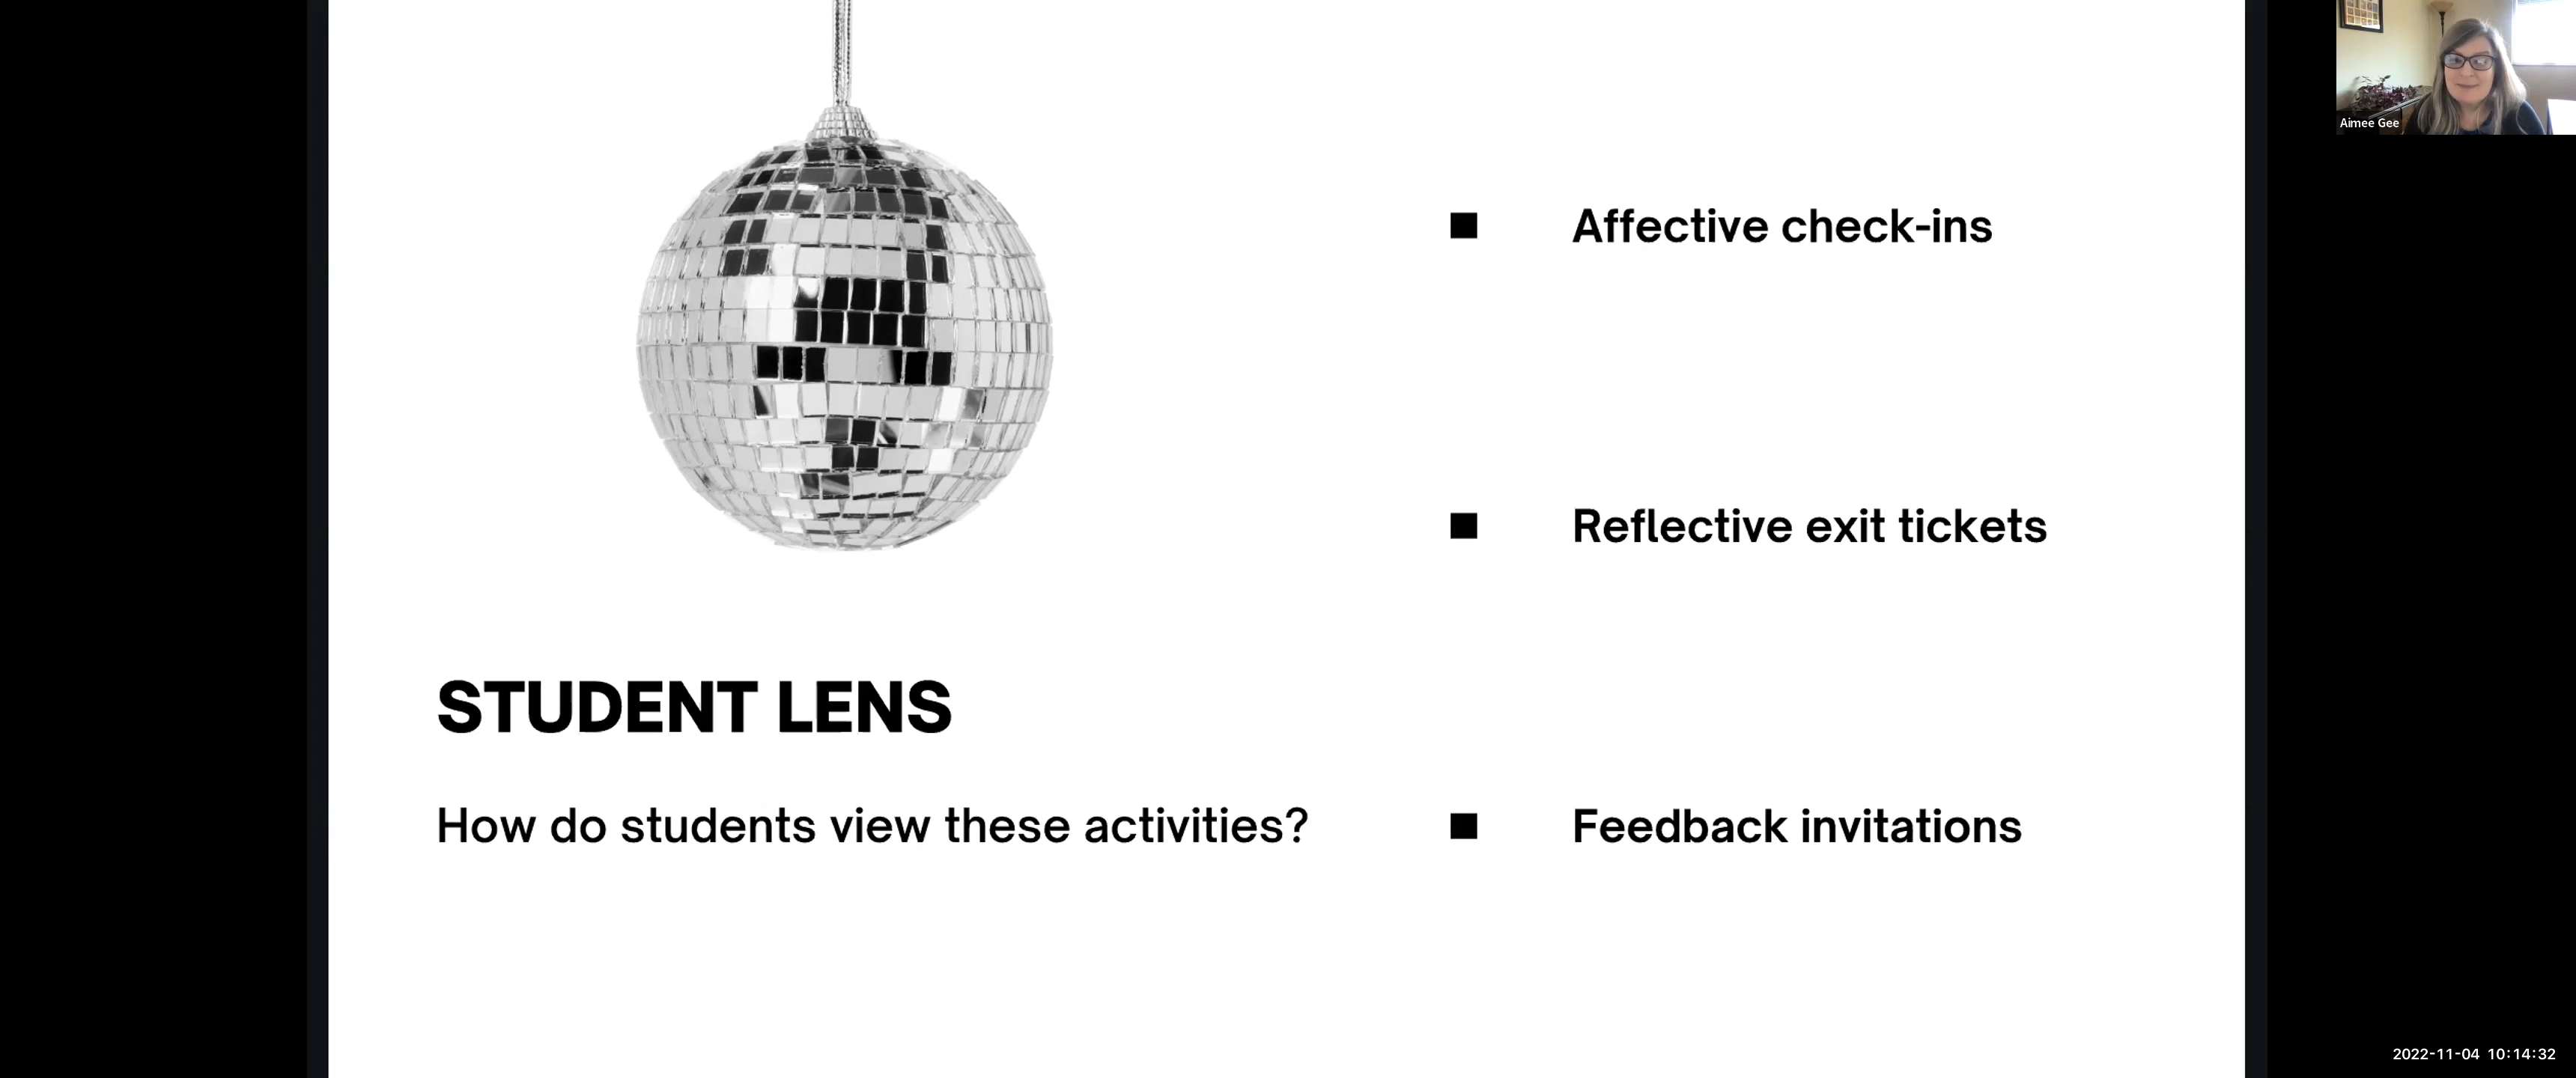 Aimee Gee
Affective check-ins
Reflective exit tickets
STUDENT LENS
How do students view these activities?
Feedback invitations
2022-11-04 10:14:32